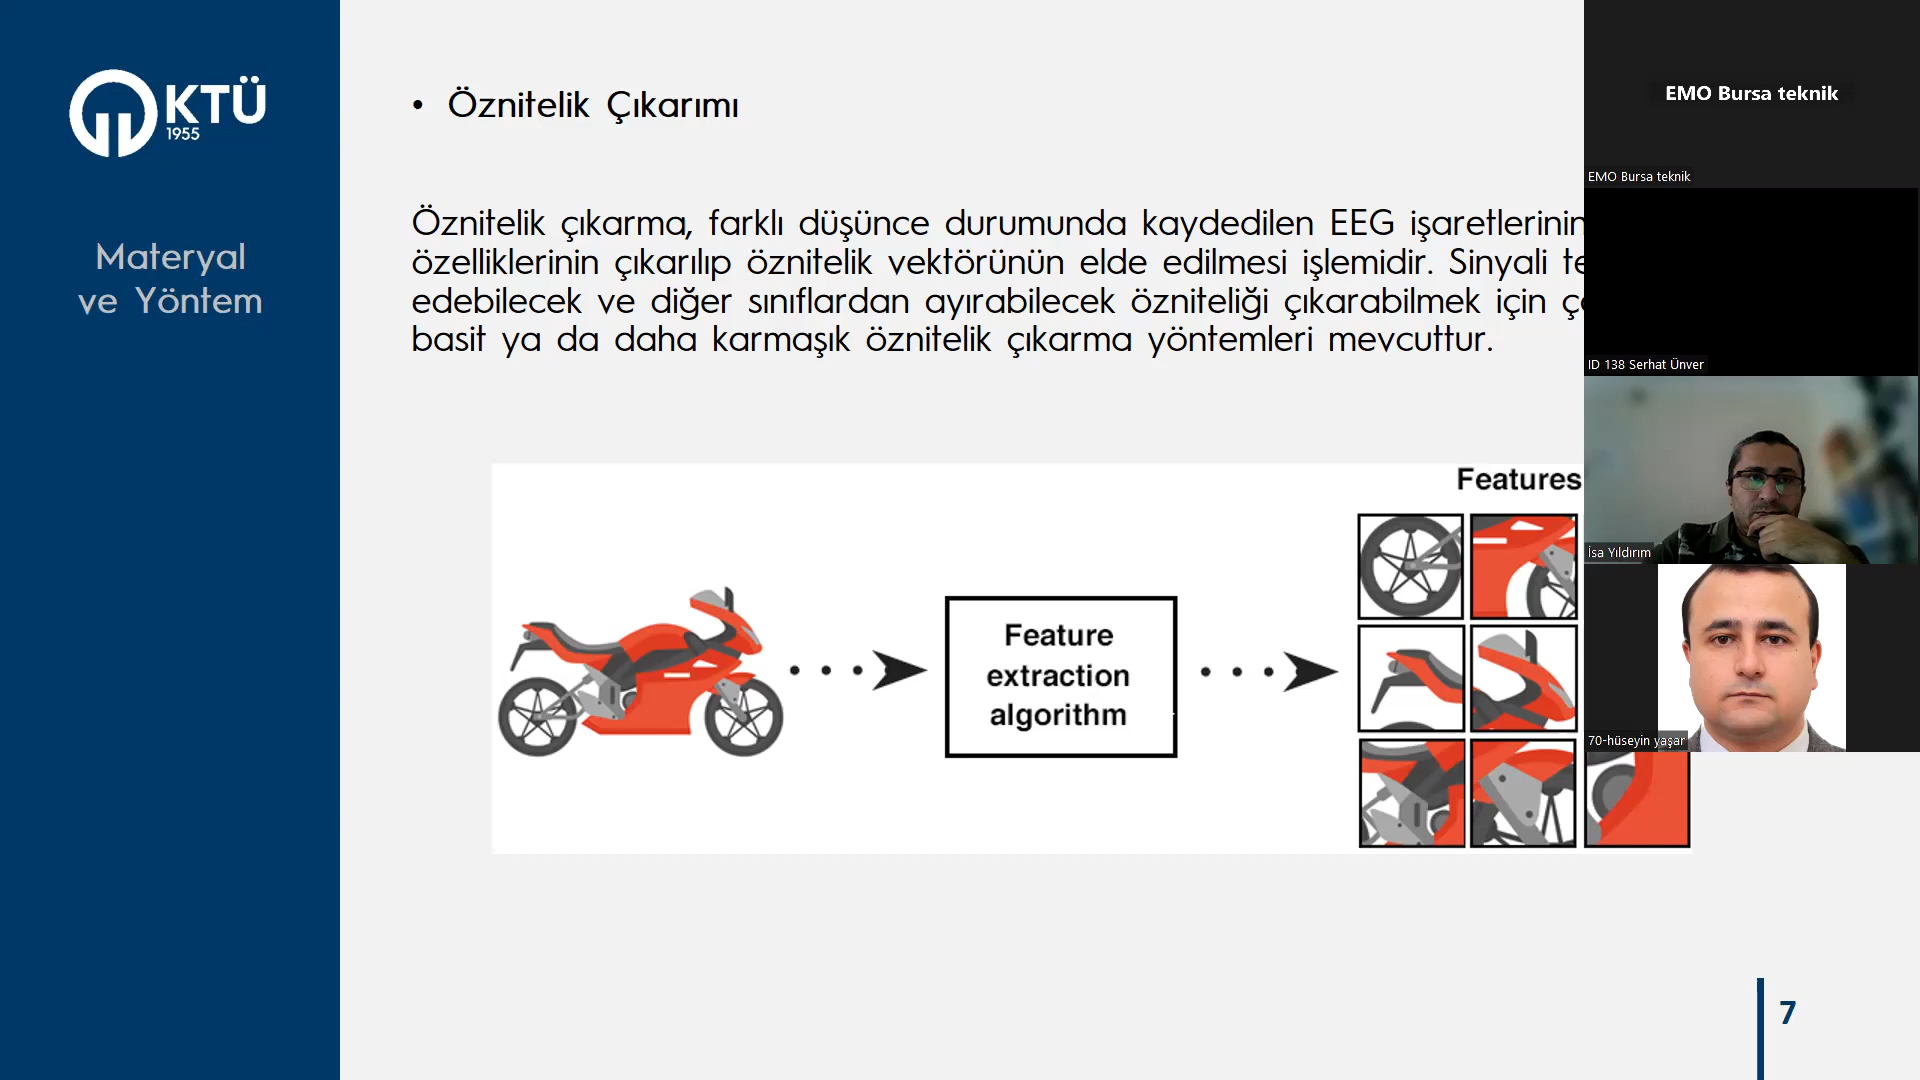 KTÜ
1955
Materyal
ve Yöntem
• Öznitelik Çıkarımı
Öznitelik çıkarma, farklı düşünce durumunda kaydedilen EEG işaretlerinin
özelliklerinin çıkarılıp öznitelik vektörünün elde edilmesi işlemidir. Sinyali
edebilecek ve diğer sınıflardan ayırabilecek özniteliği çıkarabilmek için
basit ya da daha karmaşık öznitelik çıkarma yöntemleri mevcuttur.
Features
Feature
extraction
algorithm
7
EMO Bursa teknik
EMO Bursa teknik
ID 138 Serhat Ünver
İsa Yıldırım
70-hüseyin yaşar